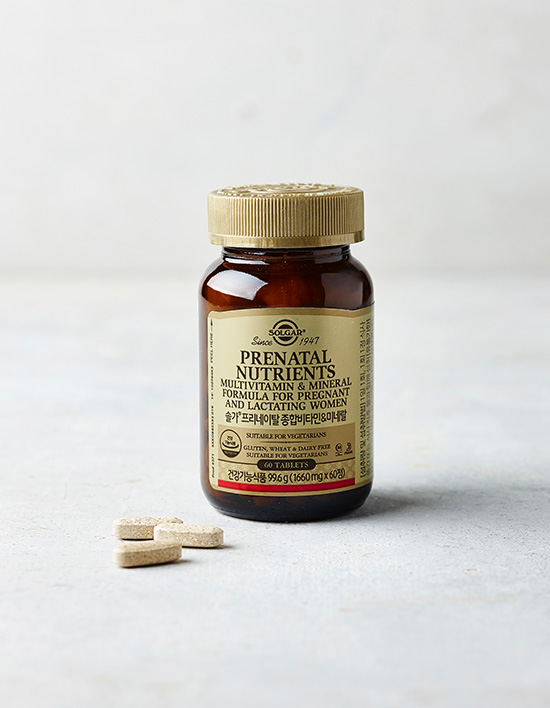 SOLGAR®
Since 1947
PRENATAL
NUTRIENTS
MULTIVITAMIN & MINERAL
FORMULA FOR PREGNANT
AND LACTATING WOMEN
솔가® 프리네이탈 종합비타민&미네랄
SUITABLE FOR VEGETARIANS
GLUTEN, WHEAT & DAIRY FREE
SUITABLE FOR VEGETARIANS
60 TABLETS
건강기능식품 99.6 g (1660 mg x 60정)